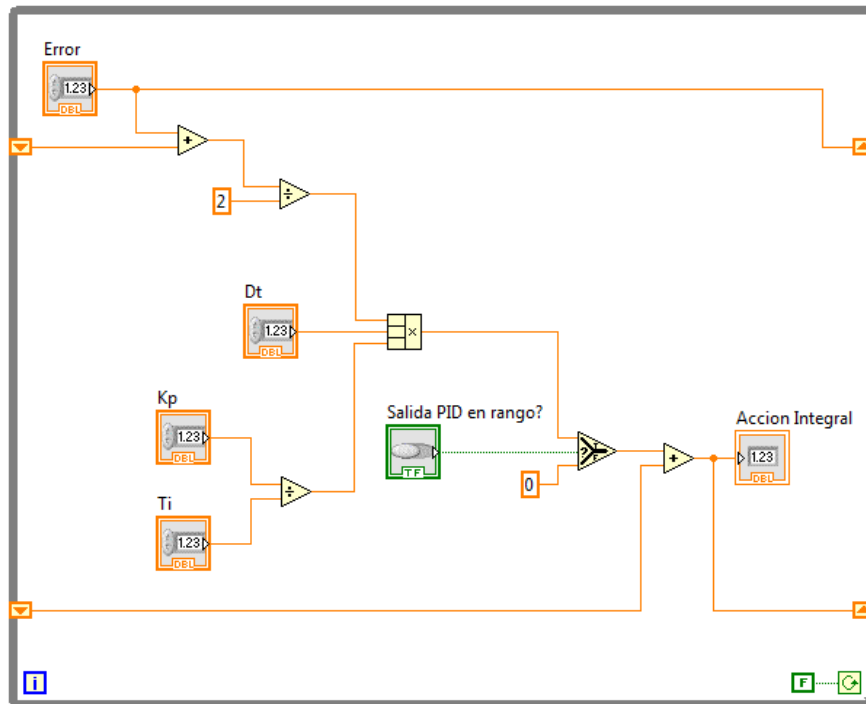 Error
1.23
DBL
+
2
÷
Dt
1.23
DBL
×
Kp
1.23
DBL
Salida PID en rango?
TF
?
T
F
Accion Integral
1.23
DBL
÷
0
+
Ti
1.23
DBL
i
F